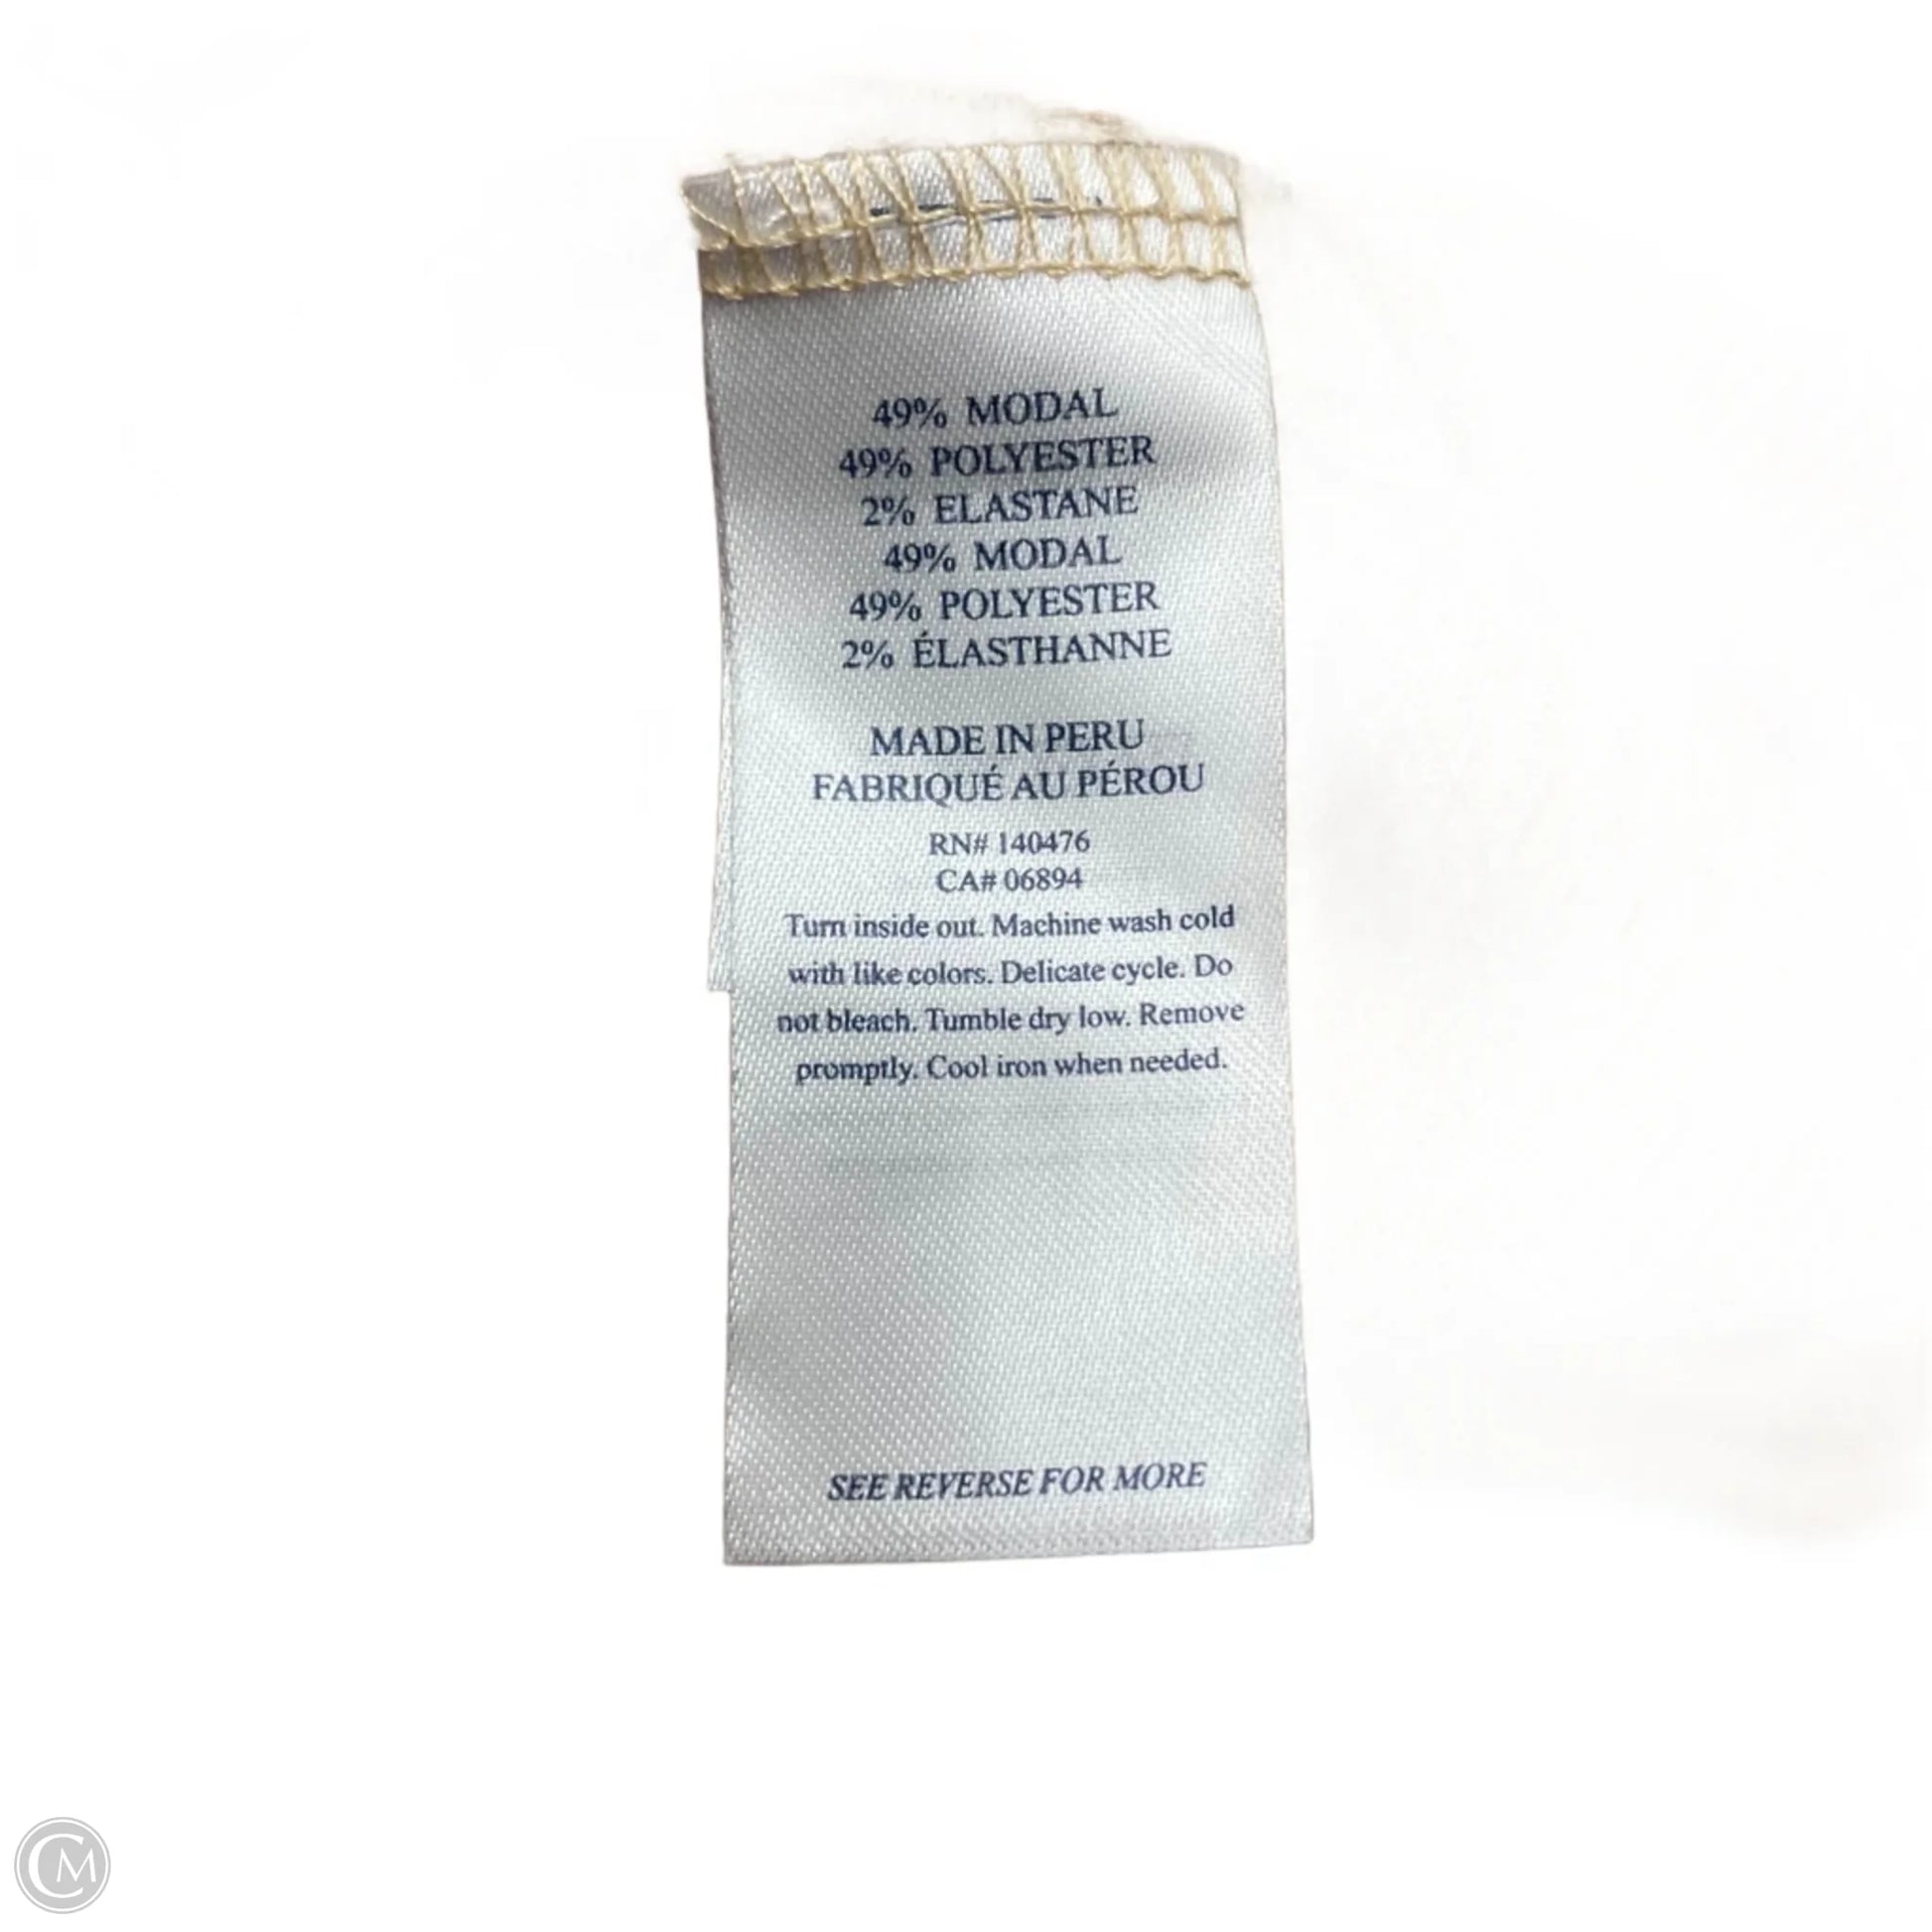 49% MODAL
49% POLYESTER
2% ELASTANE
49% MODAL
49% POLYESTER
2% ÉLASTHANNE
MADE IN PERU
FABRIQUÉ AU PÉROU
RN# 140476
CA# 06894
Turn inside out. Machine wash cold
with like colors. Delicate cycle. Do
not bleach. Tumble dry low. Remove
promptly. Cool iron when needed.
SEE REVERSE FOR MORE
CM